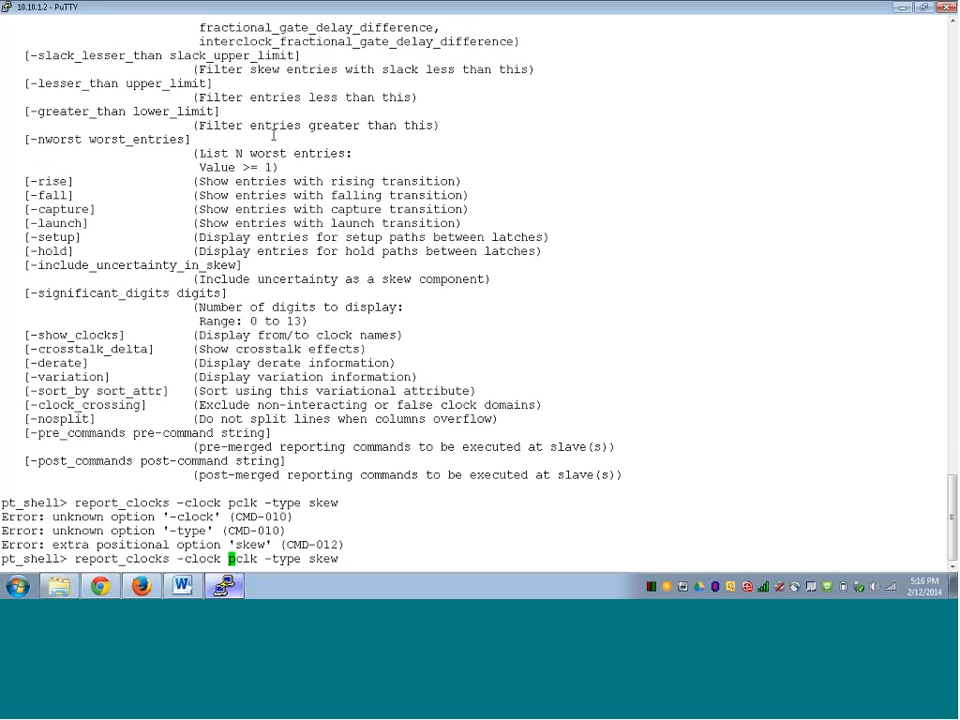 10.10.1.2 - PuTTY
fractional_gate_delay_difference,
interclock_fractional_gate_delay_difference)
[-slack_lesser_than slack_upper_limit]
(Filter skew entries with slack less than this)
[-lesser_than upper_limit]
(Filter entries less than this)
[-greater_than lower_limit]
(Filter entries greater than this)
[-nworst worst_entries]
(List N worst entries:
Value >= 1)
[-rise] (Show entries with rising transition)
[-fall] (Show entries with falling transition)
[-capture] (Show entries with capture transition)
[-launch] (Show entries with launch transition)
[-setup] (Display entries for setup paths between latches)
[-hold] (Display entries for hold paths between latches)
[-include_uncertainty_in_skew]
(Include uncertainty as a skew component)
[-significant_digits digits]
(Number of digits to display:
Range: 0 to 13)
[-show_clocks] (Display from/to clock names)
[-crosstalk_delta] (Show crosstalk effects)
[-derate] (Display derate information)
[-variation] (Display variation information)
[-sort_by sort_attr] (Sort using this variational attribute)
[-clock_crossing] (Exclude non-interacting or false clock domains)
[-nosplit] (Do not split lines when columns overflow)
[-pre_commands pre-command string]
(pre-merged reporting commands to be executed at slave(s))
[-post_commands post-command string]
(post-merged reporting commands to be executed at slave(s))
pt_shell> report_clocks -clock pclk -type skew
Error: unknown option '-clock' (CMD-010)
Error: unknown option '-type' (CMD-010)
Error: extra positional option 'skew' (CMD-012)
pt_shell> report_clocks -clock pclk -type skew
5:16 PM
2/12/2014